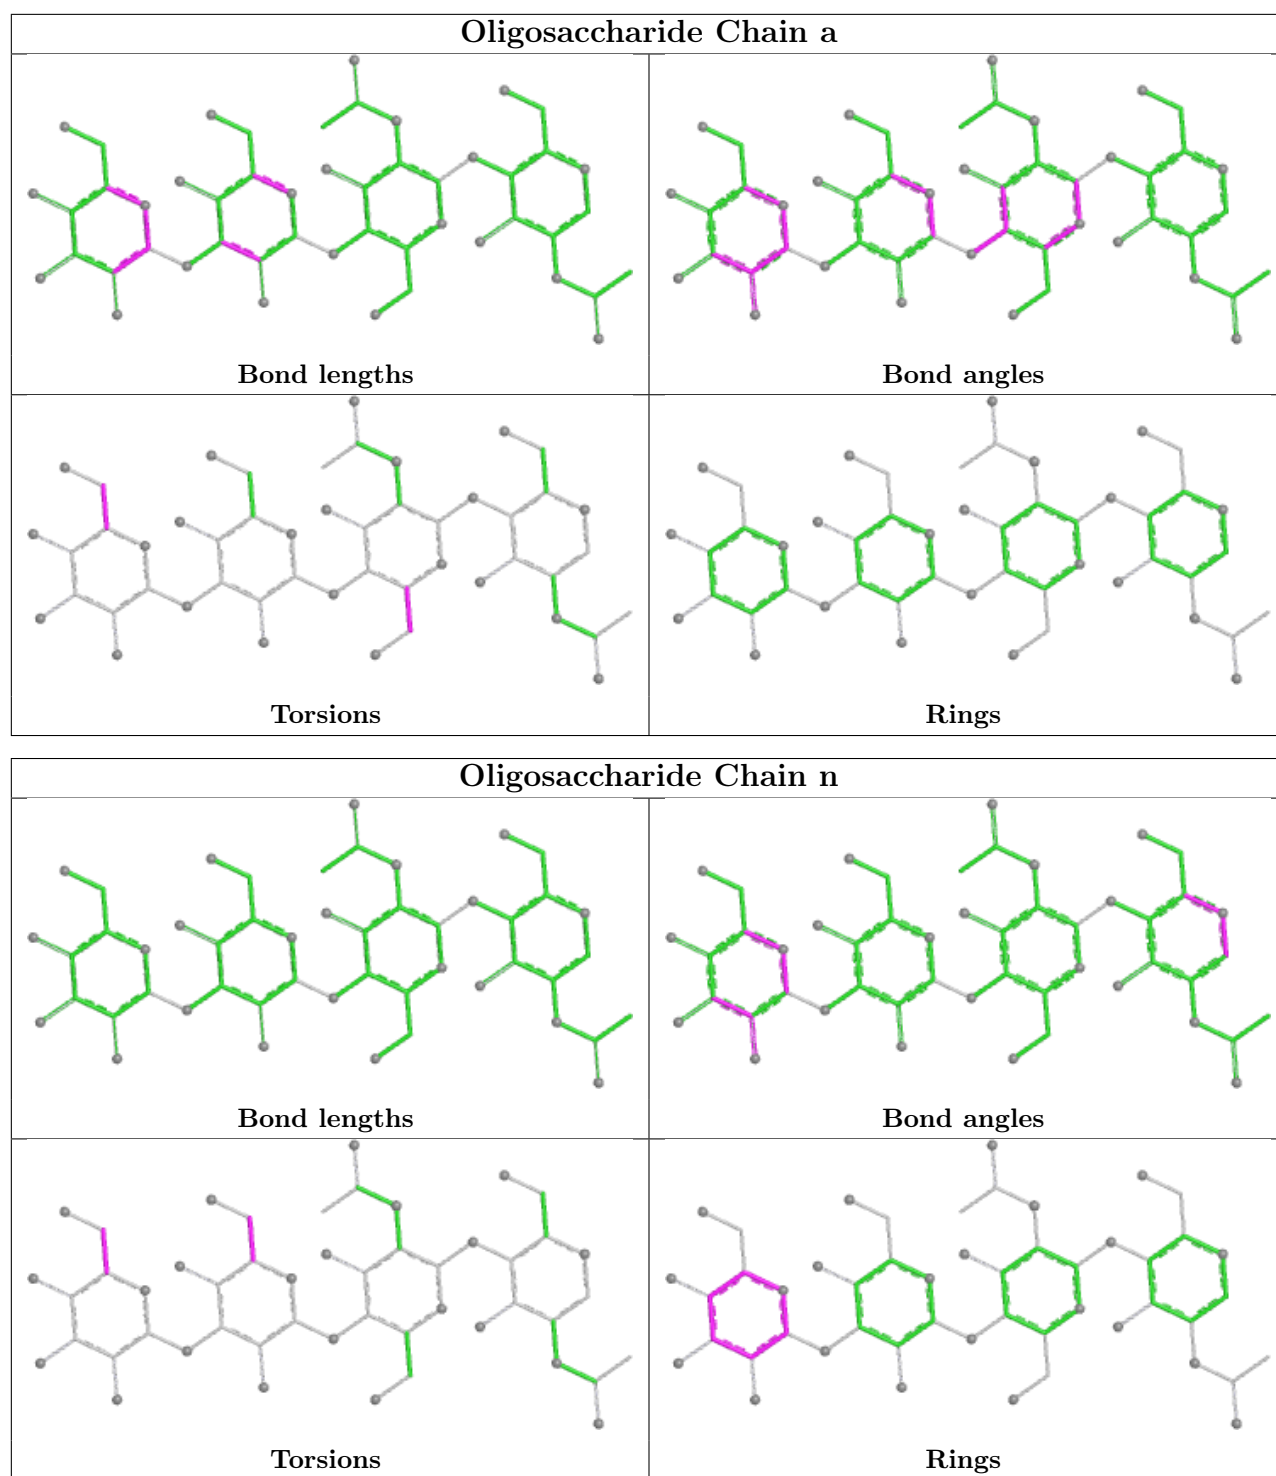 Oligosaccharide Chain a
Bond lengths
Bond angles
Torsions
Rings
Oligosaccharide Chain n
Bond lengths
Bond angles
Torsions
Rings